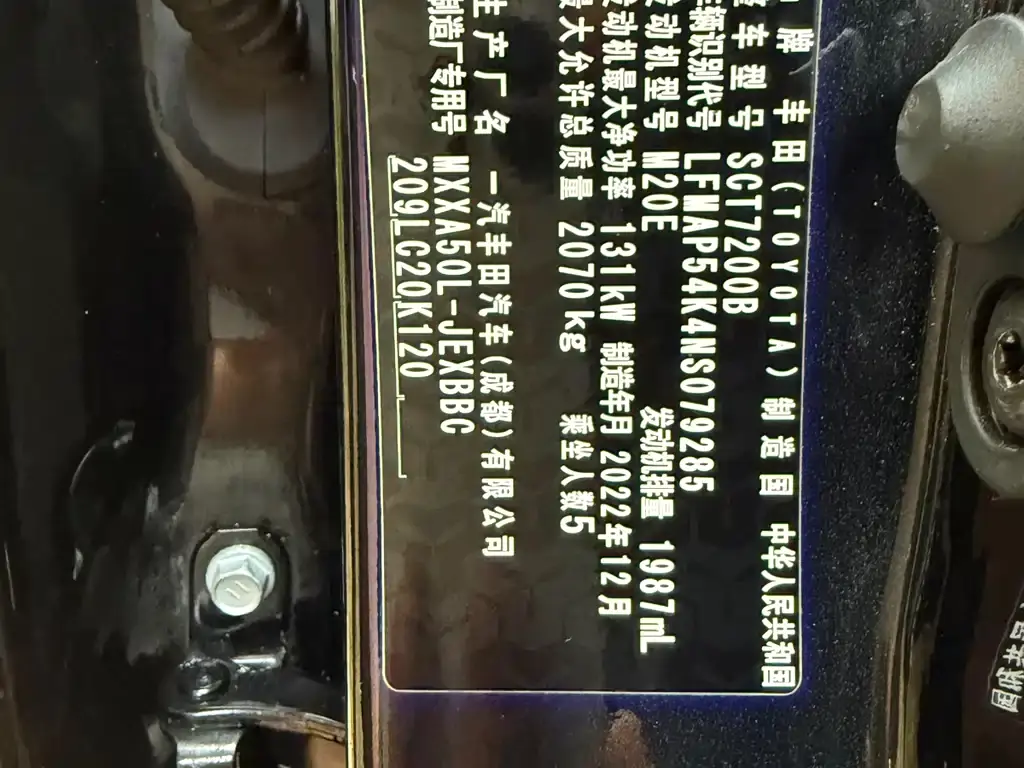 牌 丰田(TOYOTA) 制造国 中华人民共和国
整车型号 SCT7200B
车辆识别代号 LFMAP54K4NS079285
发动机型号 M20E 发动机排量 1987mL
发动机最大净功率 131kW 制造年月 2022年12月
最大允许总质量 2070kg 乘坐人数5
生产厂名 一汽丰田汽车(成都)有限公司
制造厂专用号 MXXA50L-JEXBBC
209LC20K120